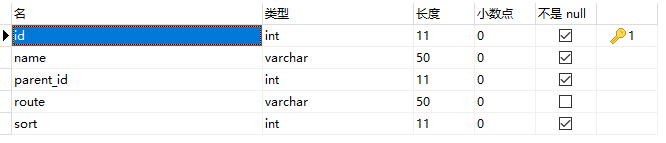 名 类型 长度 小数点 不是 null
id int 11 0 1
name varchar 50 0
parent_id int 11 0
route varchar 50 0
sort int 11 0